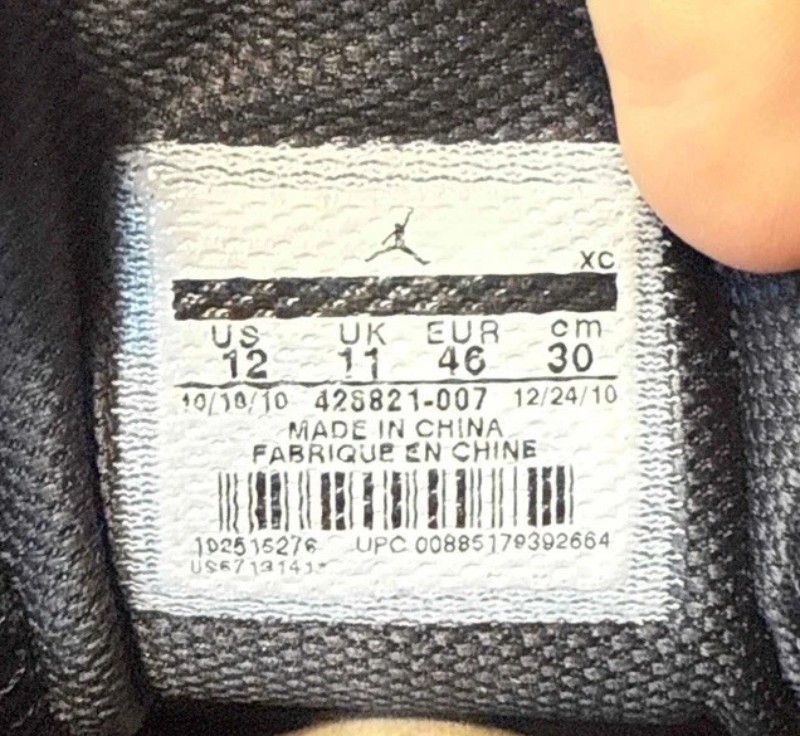 XC
US UK EUR cm
12 11 46 30
10/10/10 428821-007 12/24/10
MADE IN CHINA
FABRIQUE EN CHINE
UPC 00885179392664